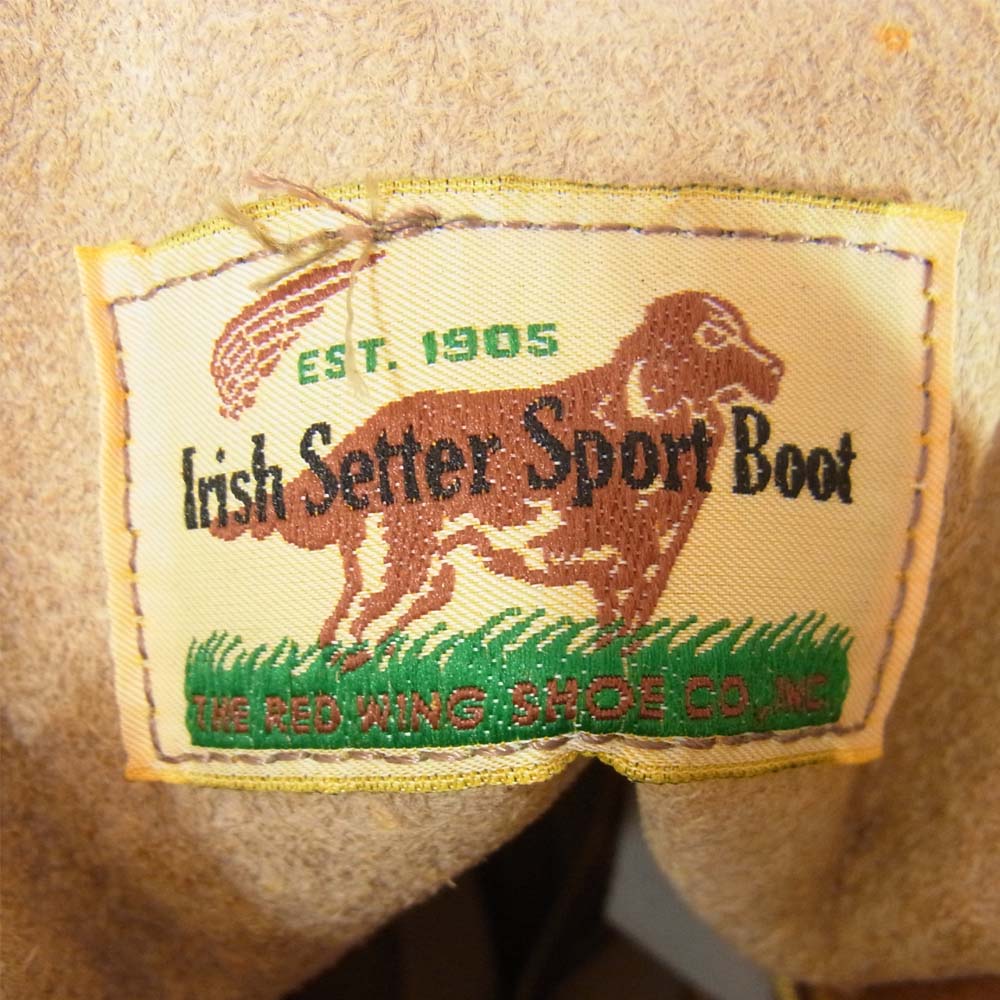 EST. 1905
Irish Setter Sport Boot
THE RED WING SHOE CO., INC.